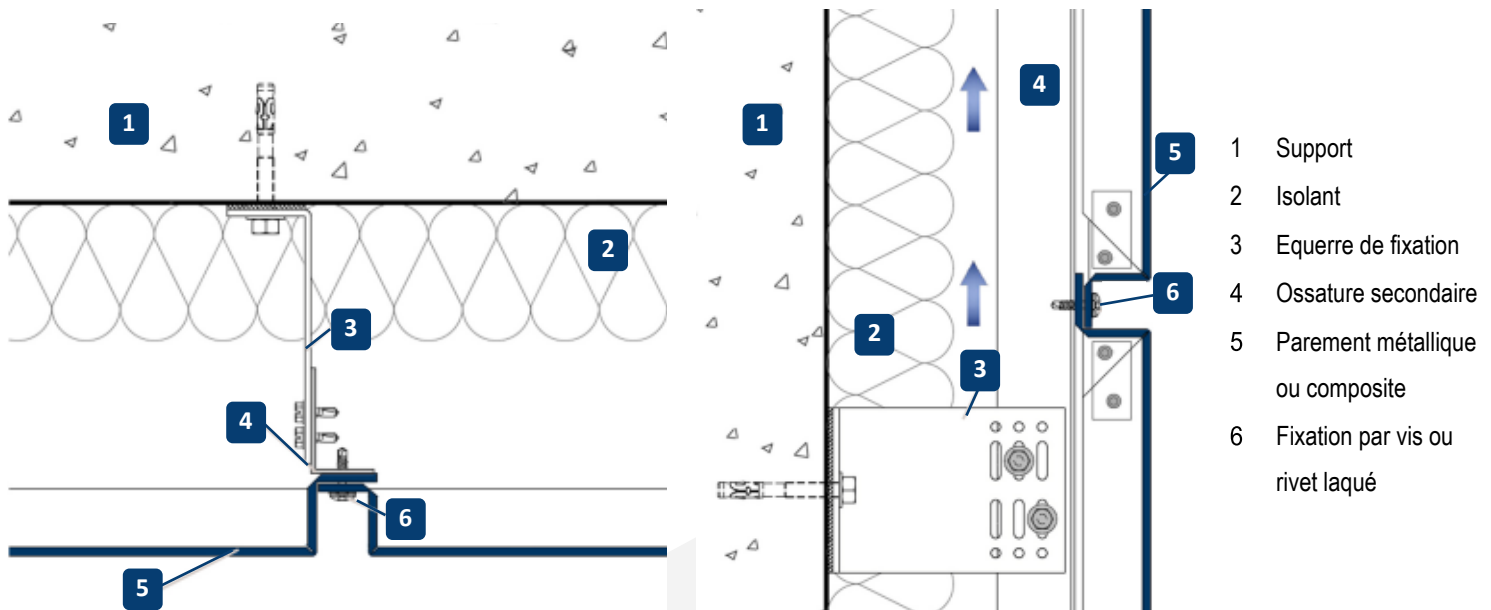 1
2
3
4
6
5
1
4
5
6
2
3
1 Support
2 Isolant
3 Equerre de fixation
4 Ossature secondaire
5 Parement métallique
ou composite
6 Fixation par vis ou
rivet laqué